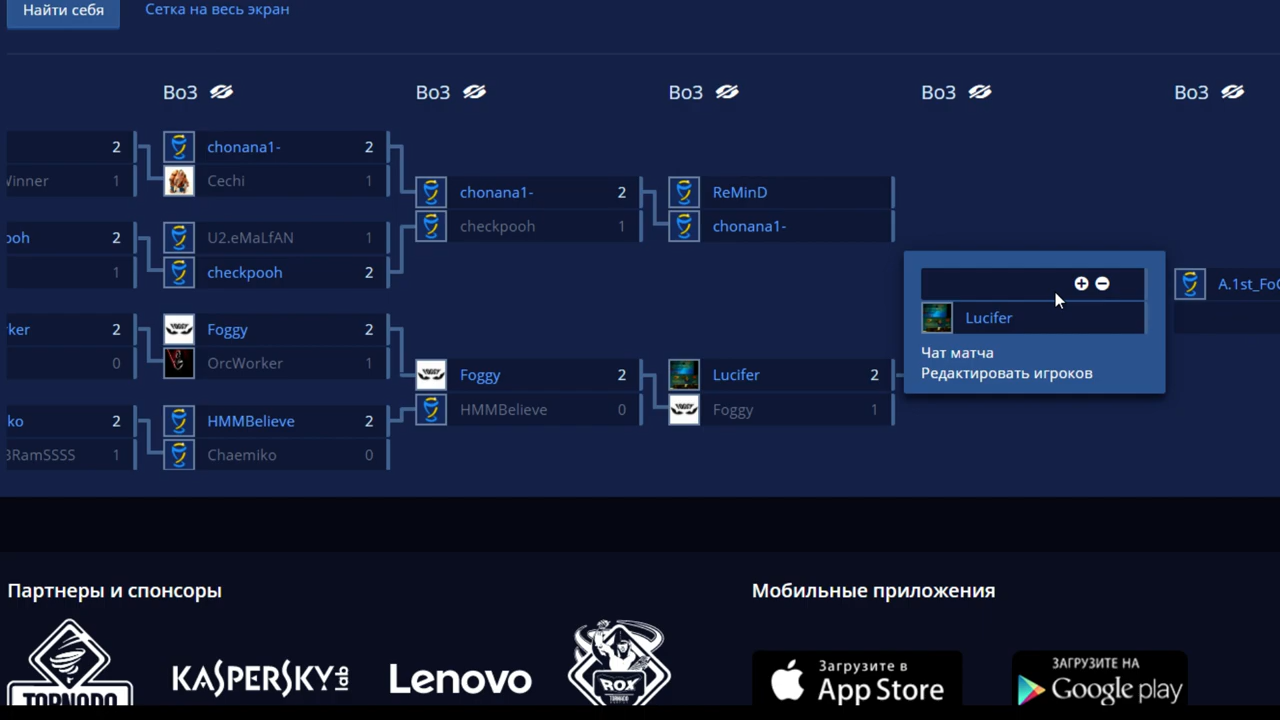 Найти себя
Сетка на весь экран
Bo3
Bo3
Bo3
Bo3
Bo3
2
Winner 1
ooh 2
1
ker 2
0
ko 2
BRamSSSS 1
chonana1- 2
Cechi 1
U2.eMaLfAN 1
checkpooh 2
Foggy 2
OrcWorker 1
HMMBelieve 2
Chaemiko 0
chonana1- 2
checkpooh 1
Foggy 2
HMMBelieve 0
ReMinD
chonana1-
Lucifer 2
Foggy 1
Lucifer
Чат матча
Редактировать игроков
A.1st_Fo
Партнеры и спонсоры
TORNADO
KASPERSKY lab
Lenovo
ROX
Мобильные приложения
Загрузите в
App Store
ЗАГРУЗИТЕ НА
Google play